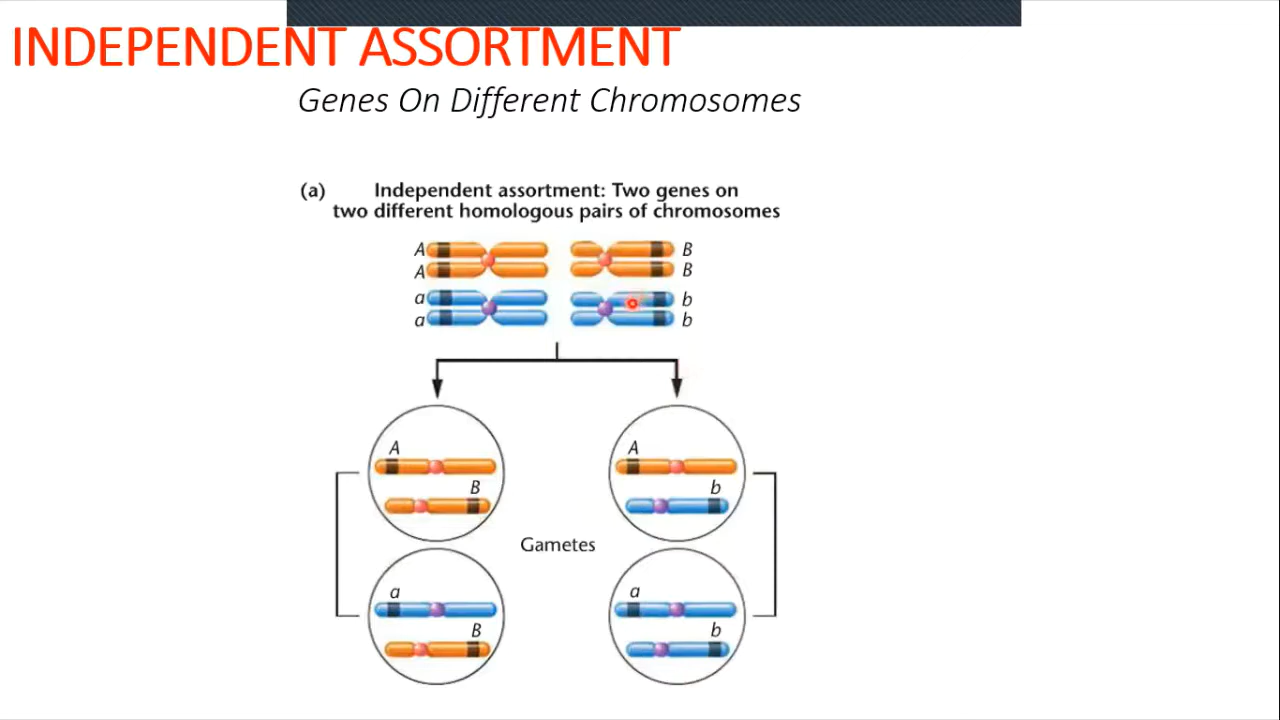 INDEPENDENT ASSORTMENT
Genes On Different Chromosomes
(a) Independent assortment: Two genes on
two different homologous pairs of chromosomes
A B
A B
a b
a b
A A
B b
Gametes
a a
B b